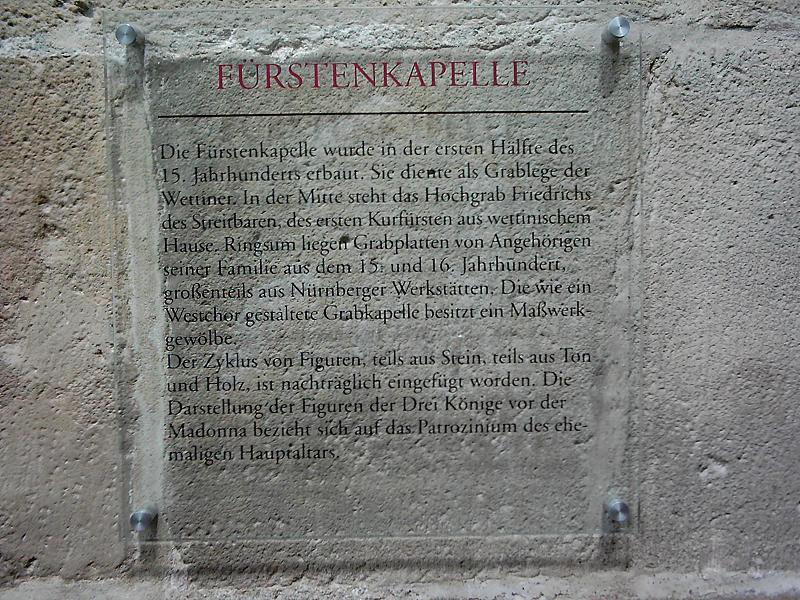 FÜRSTENKAPELLE
Die Fürstenkapelle wurde in der ersten Hälfte des
15. Jahrhunderts erbaut. Sie diente als Grablege der
Wettiner. In der Mitte steht das Hochgrab Friedrichs
des Streitbaren, des ersten Kurfürsten aus wettinischem
Hause. Ringsum liegen Grabplatten von Angehörigen
seiner Familie aus dem 15. und 16. Jahrhundert,
großenteils aus Nürnberger Werkstätten. Die wie ein
Westchor gestaltete Grabkapelle besitzt ein Maßwerk-
gewölbe.
Der Zyklus von Figuren, teils aus Stein, teils aus Ton
und Holz, ist nachträglich eingefügt worden. Die
Darstellung der Figuren der Drei Könige vor der
Madonna bezieht sich auf das Patrozinium des ehe-
maligen Hauptaltars.